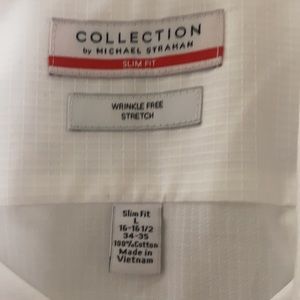 COLLECTION
by MICHAEL STRAHAN
SLIM FIT
WRINKLE FREE
STRETCH
Slim Fit
L
16-16 1/2
34-35
100% Cotton
Made in
Vietnam